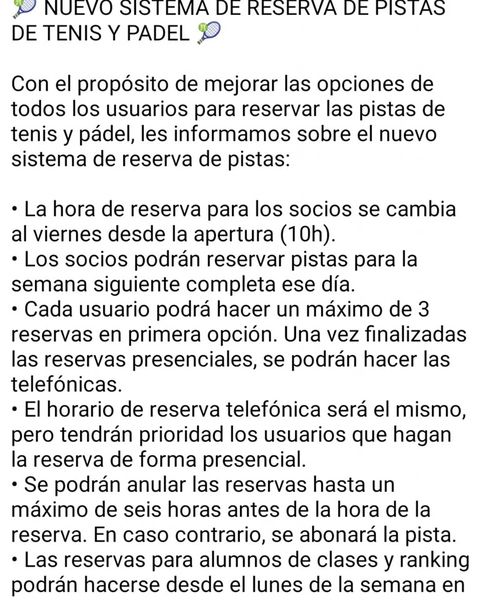 🎾 NUEVO SISTEMA DE RESERVA DE PISTAS
DE TENIS Y PADEL 🎾
Con el propósito de mejorar las opciones de
todos los usuarios para reservar las pistas de
tenis y pádel, les informamos sobre el nuevo
sistema de reserva de pistas:
• La hora de reserva para los socios se cambia
al viernes desde la apertura (10h).
• Los socios podrán reservar pistas para la
semana siguiente completa ese día.
• Cada usuario podrá hacer un máximo de 3
reservas en primera opción. Una vez finalizadas
las reservas presenciales, se podrán hacer las
telefónicas.
• El horario de reserva telefónica será el mismo,
pero tendrán prioridad los usuarios que hagan
la reserva de forma presencial.
• Se podrán anular las reservas hasta un
máximo de seis horas antes de la hora de la
reserva. En caso contrario, se abonará la pista.
• Las reservas para alumnos de clases y ranking
podrán hacerse desde el lunes de la semana en